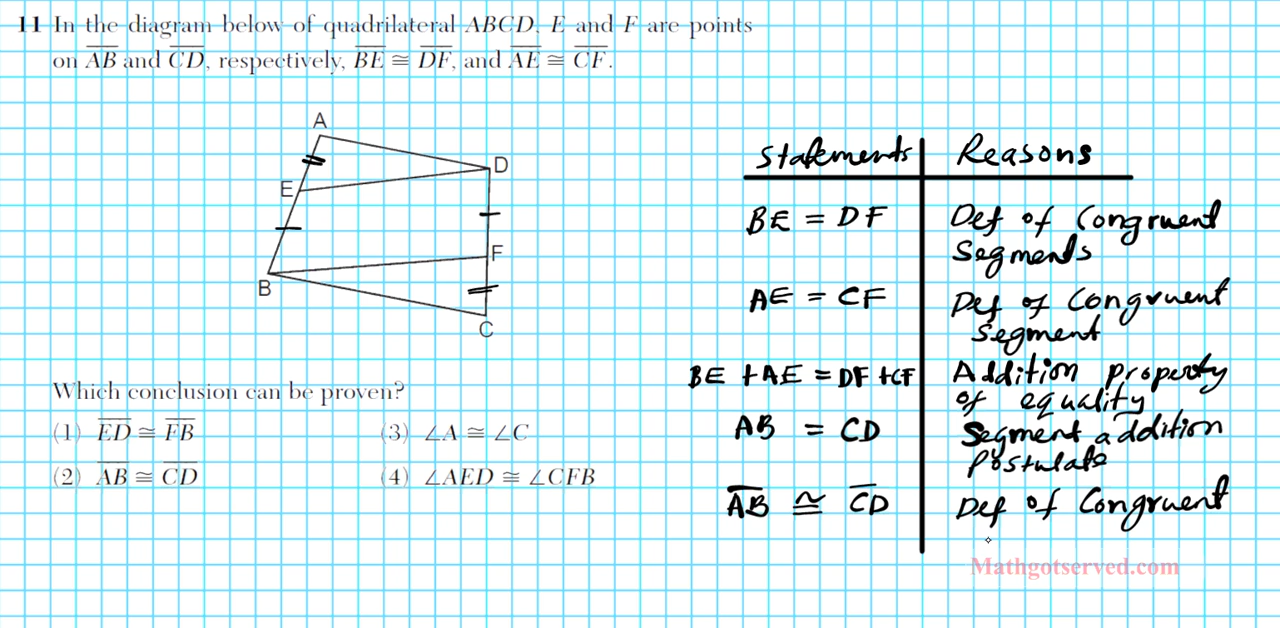 11 In the diagram below of quadrilateral ABCD, E and F are points
on AB and CD, respectively, BE ≅ DF, and AE ≅ CF.
A
D
E
F
B
C
Which conclusion can be proven?
(1) ED ≅ FB
(3) ∠A ≅ ∠C
(2) AB ≅ CD
(4) ∠AED ≅ ∠CFB
Statements
Reasons
BE = DF
Def of Congruent
Segments
AE = CF
Def of Congruent
Segment
BE + AE = DF + CF
Addition property
of equality
AB = CD
Segment addition
Postulate
AB ≅ CD
Def of Congruent
Mathgotserved.com